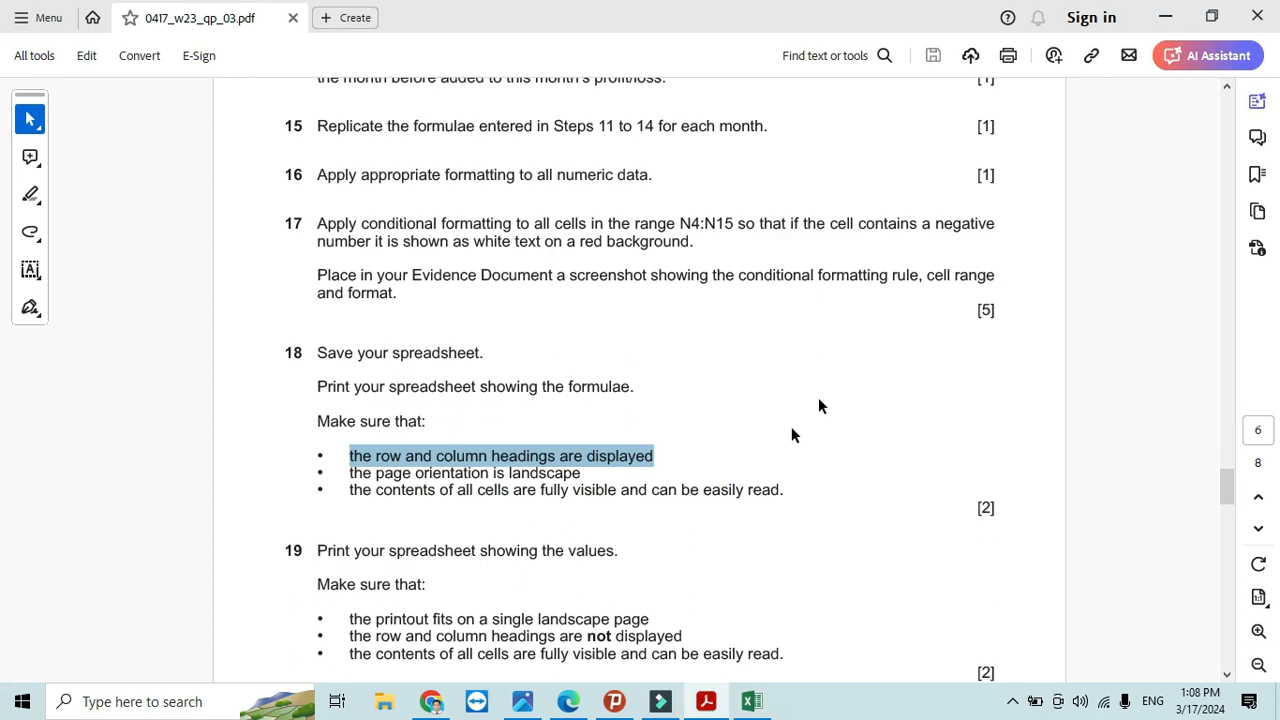 Menu
0417_w23_qp_03.pdf
Create
Sign in
All tools
Edit
Convert
E-Sign
Find text or tools
AI Assistant
the month before added to this month's profit/loss. [1]
15 Replicate the formulae entered in Steps 11 to 14 for each month. [1]
16 Apply appropriate formatting to all numeric data. [1]
17 Apply conditional formatting to all cells in the range N4:N15 so that if the cell contains a negative
number it is shown as white text on a red background.
Place in your Evidence Document a screenshot showing the conditional formatting rule, cell range
and format.
[5]
18 Save your spreadsheet.
Print your spreadsheet showing the formulae.
Make sure that:
• the row and column headings are displayed
• the page orientation is landscape
• the contents of all cells are fully visible and can be easily read.
[2]
19 Print your spreadsheet showing the values.
Make sure that:
• the printout fits on a single landscape page
• the row and column headings are not displayed
• the contents of all cells are fully visible and can be easily read.
[2]
6
8
Type here to search
ENG
1:08 PM
3/17/2024